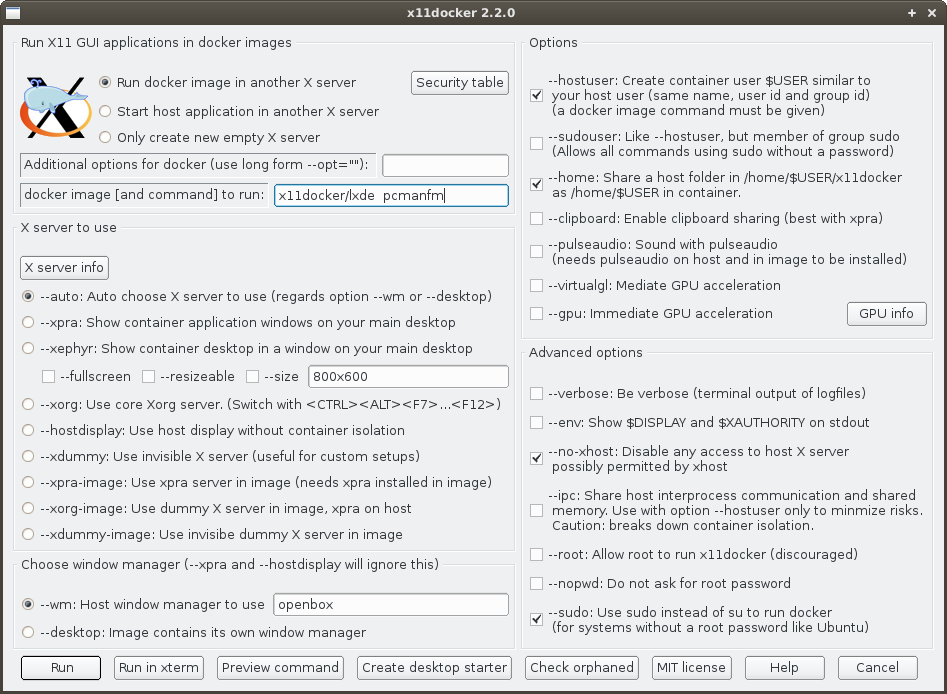 x11docker 2.2.0
Run X11 GUI applications in docker images
Run docker image in another X server
Security table
Start host application in another X server
Only create new empty X server
Additional options for docker (use long form --opt=""):
docker image [and command] to run:
x11docker/lxde pcmanfm
X server to use
X server info
--auto: Auto choose X server to use (regards option --wm or --desktop)
--xpra: Show container application windows on your main desktop
--xephyr: Show container desktop in a window on your main desktop
--fullscreen
--resizeable
--size
800x600
--xorg: Use core Xorg server. (Switch with <CTRL><ALT><F7>...<F12>)
--hostdisplay: Use host display without container isolation
--xdummy: Use invisible X server (useful for custom setups)
--xpra-image: Use xpra server in image (needs xpra installed in image)
--xorg-image: Use dummy X server in image, xpra on host
--xdummy-image: Use invisibe dummy X server in image
Choose window manager (--xpra and --hostdisplay will ignore this)
--wm: Host window manager to use
openbox
--desktop: Image contains its own window manager
Options
--hostuser: Create container user $USER similar to
your host user (same name, user id and group id)
(a docker image command must be given)
--sudouser: Like --hostuser, but member of group sudo
(Allows all commands using sudo without a password)
--home: Share a host folder in /home/$USER/x11docker
as /home/$USER in container.
--clipboard: Enable clipboard sharing (best with xpra)
--pulseaudio: Sound with pulseaudio
(needs pulseaudio on host and in image to be installed)
--virtualgl: Mediate GPU acceleration
--gpu: Immediate GPU acceleration
GPU info
Advanced options
--verbose: Be verbose (terminal output of logfiles)
--env: Show $DISPLAY and $XAUTHORITY on stdout
--no-xhost: Disable any access to host X server
possibly permitted by xhost
--ipc: Share host interprocess communication and shared
memory. Use with option --hostuser only to minmize risks.
Caution: breaks down container isolation.
--root: Allow root to run x11docker (discouraged)
--nopwd: Do not ask for root password
--sudo: Use sudo instead of su to run docker
(for systems without a root password like Ubuntu)
Run
Run in xterm
Preview command
Create desktop starter
Check orphaned
MIT license
Help
Cancel